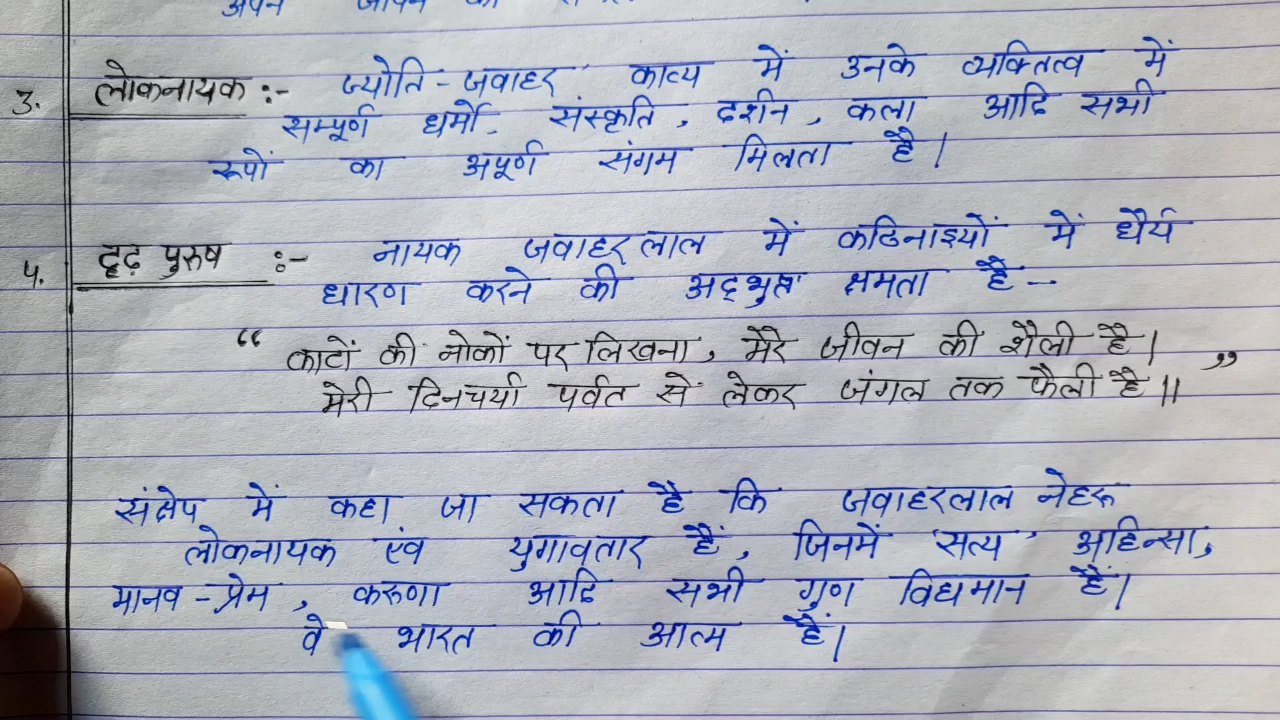 3. लोकनायक :- ज्योति-जवाहर काव्य में उनके व्यक्तित्व में
सम्पूर्ण धर्मो, संस्कृति, दर्शन, कला आदि सभी
रूपों का अपूर्ण संगम मिलता है।
4. दृढ़ पुरुष :- नायक जवाहरलाल में कठिनाइयों में धैर्य
धारण करने की अद्भुत क्षमता है --
“ काटों की नोकों पर लिखना, मेरे जीवन की शैली है।
मेरी दिनचर्या पर्वत से लेकर जंगल तक फैली है॥ ”
संक्षेप में कहा जा सकता है कि जवाहरलाल नेहरू
लोकनायक एंव युगावतार हैं, जिनमें सत्य अहिन्सा,
मानव-प्रेम, करुणा आदि सभी गुण विद्यमान हैं।
वे भारत की आत्म हैं।